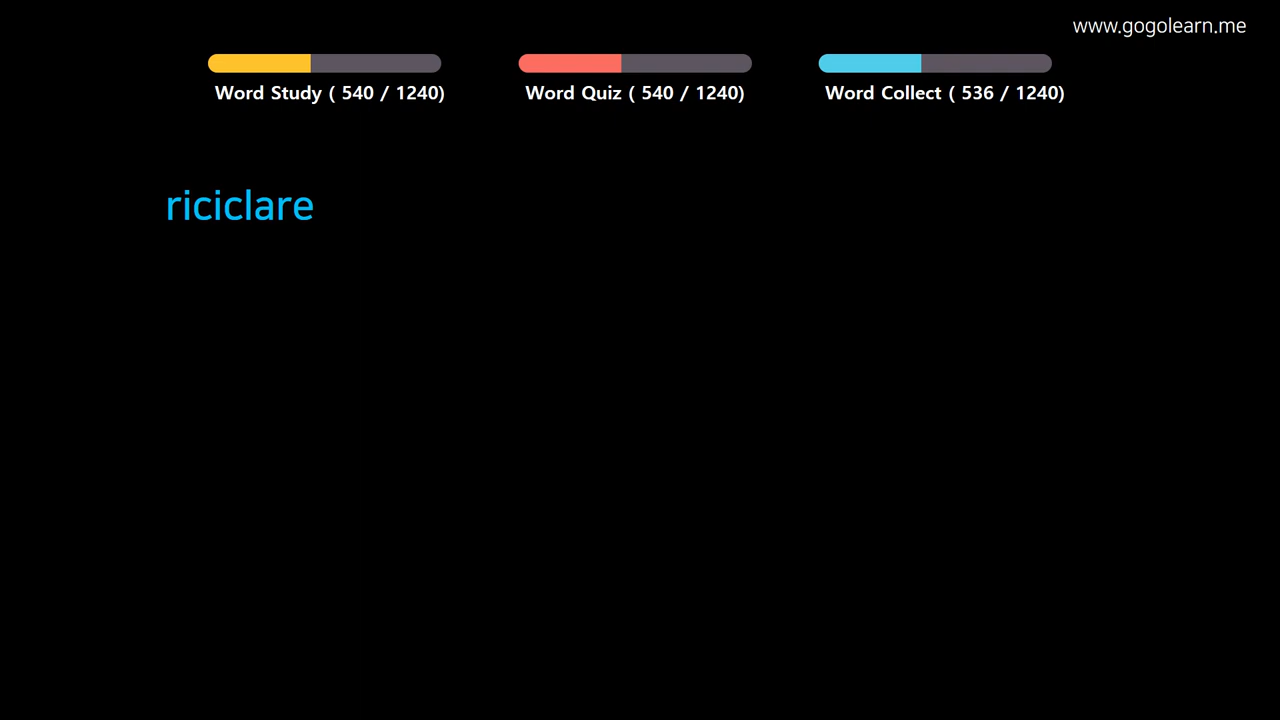 www.gogolearn.me
Word Study ( 540 / 1240)
Word Quiz ( 540 / 1240)
Word Collect ( 536 / 1240)
riciclare